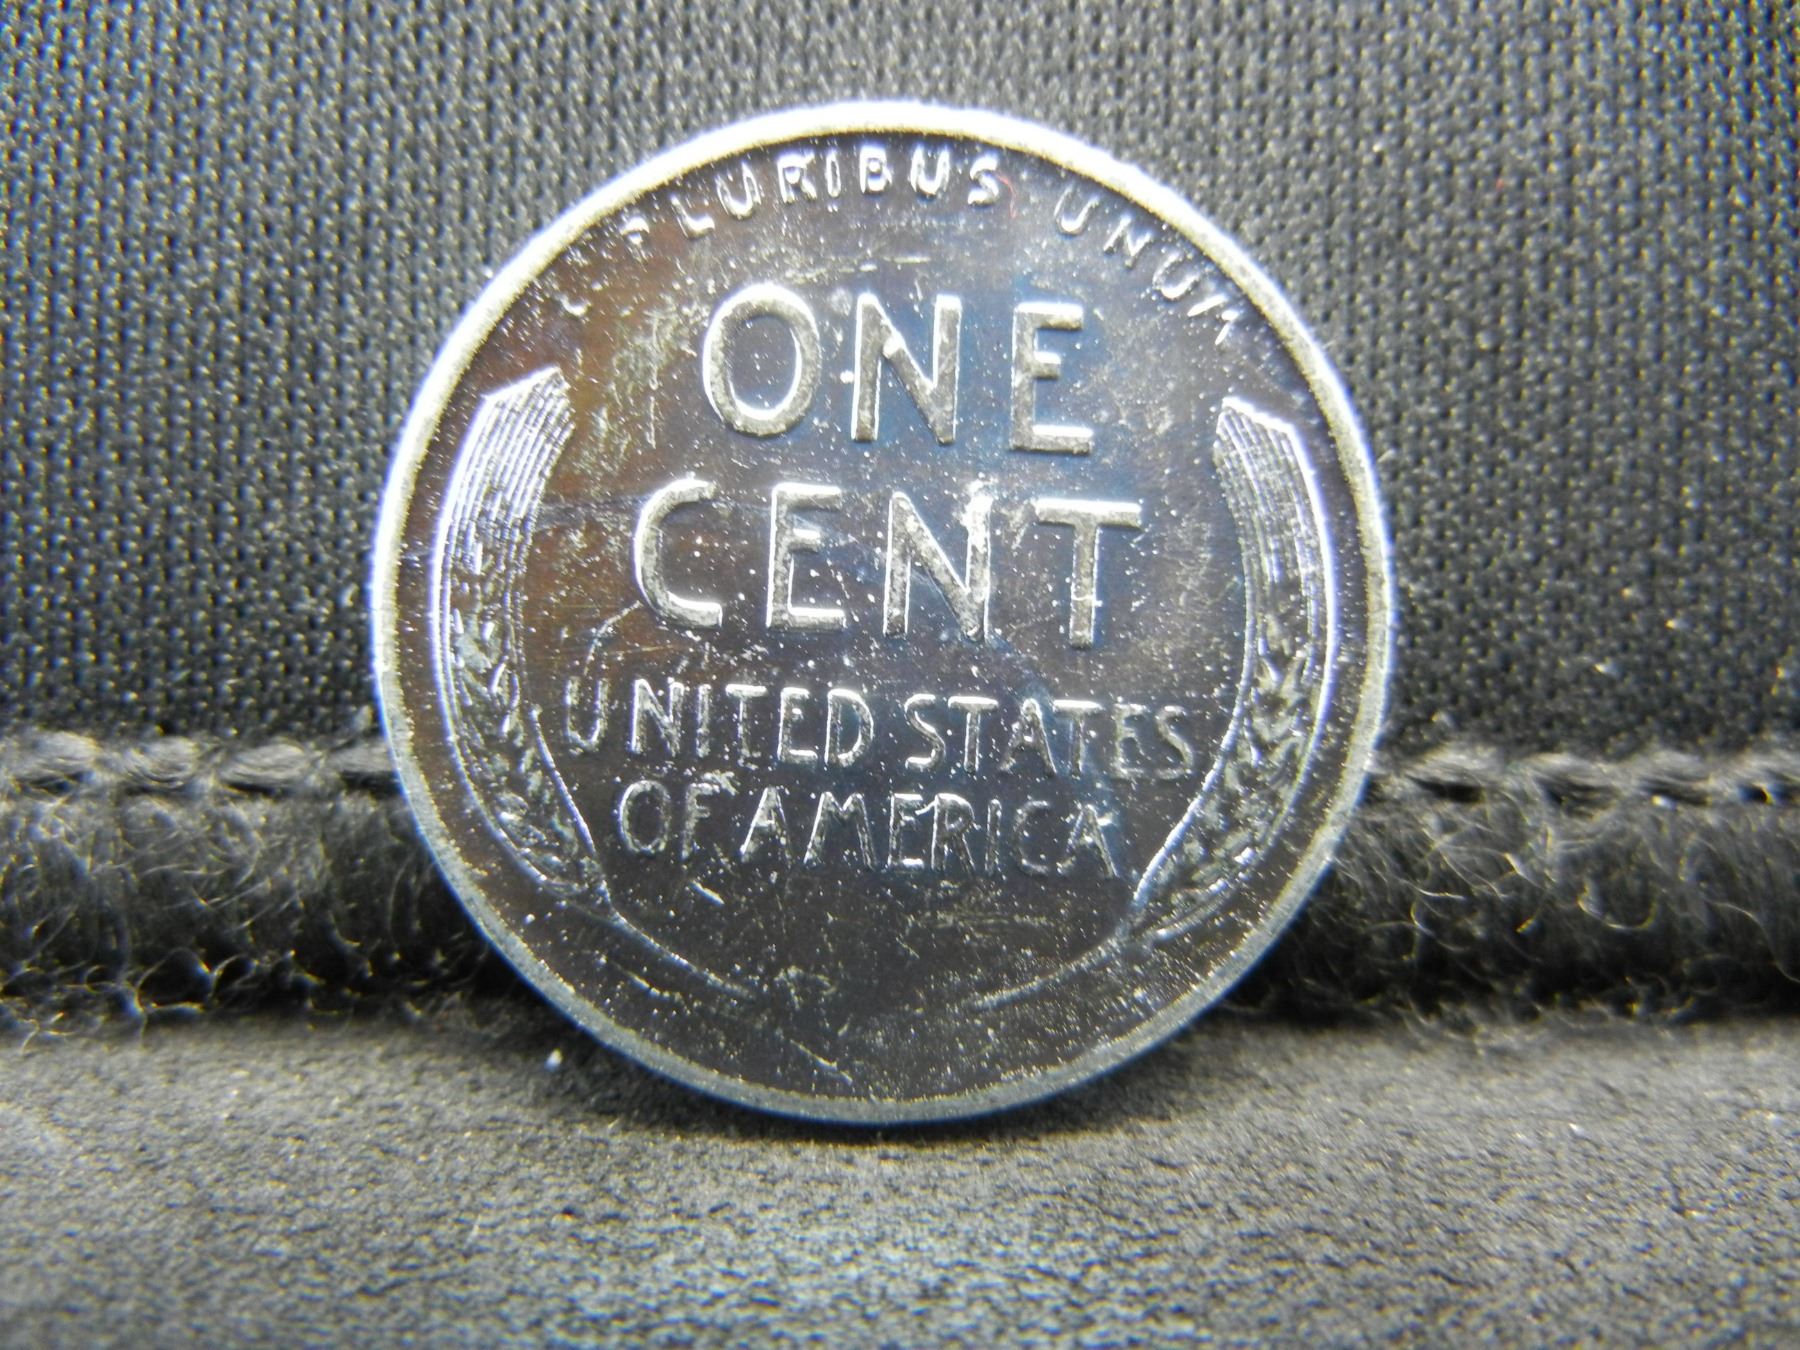 E PLURIBUS UNUM
ONE
CENT
UNITED STATES
OF AMERICA